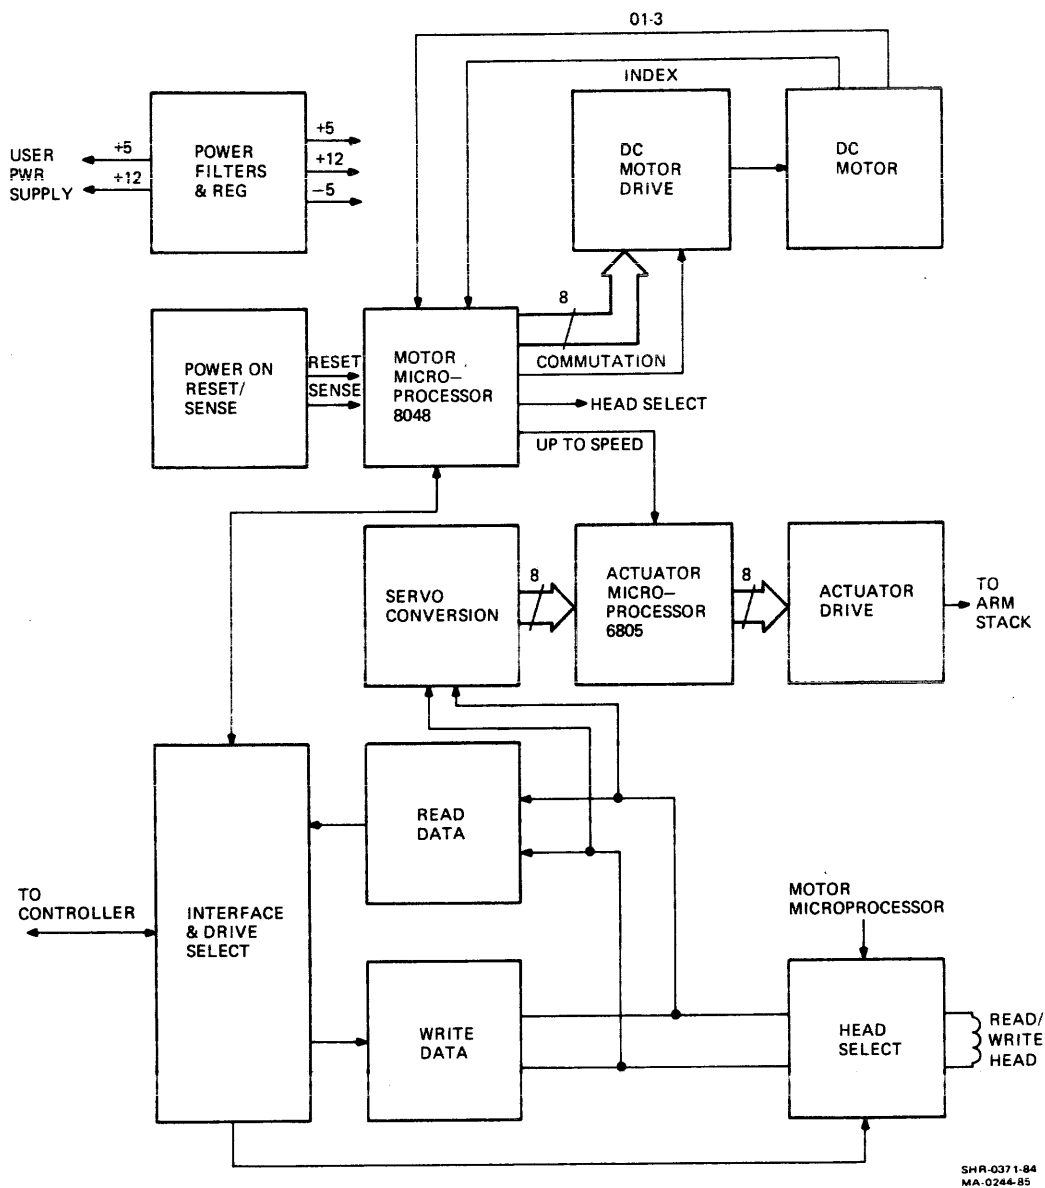 01-3
INDEX
USER
PWR
SUPPLY
+5
+12
POWER
FILTERS
& REG
+5
+12
-5
DC
MOTOR
DRIVE
DC
MOTOR
POWER ON
RESET/
SENSE
RESET
SENSE
MOTOR
MICRO-
PROCESSOR
8048
8
COMMUTATION
HEAD SELECT
UP TO SPEED
SERVO
CONVERSION
8
ACTUATOR
MICRO-
PROCESSOR
6805
8
ACTUATOR
DRIVE
TO
ARM
STACK
READ
DATA
TO
CONTROLLER
INTERFACE
& DRIVE
SELECT
MOTOR
MICROPROCESSOR
WRITE
DATA
HEAD
SELECT
READ/
WRITE
HEAD
SHR-0371-84
MA-0244-85